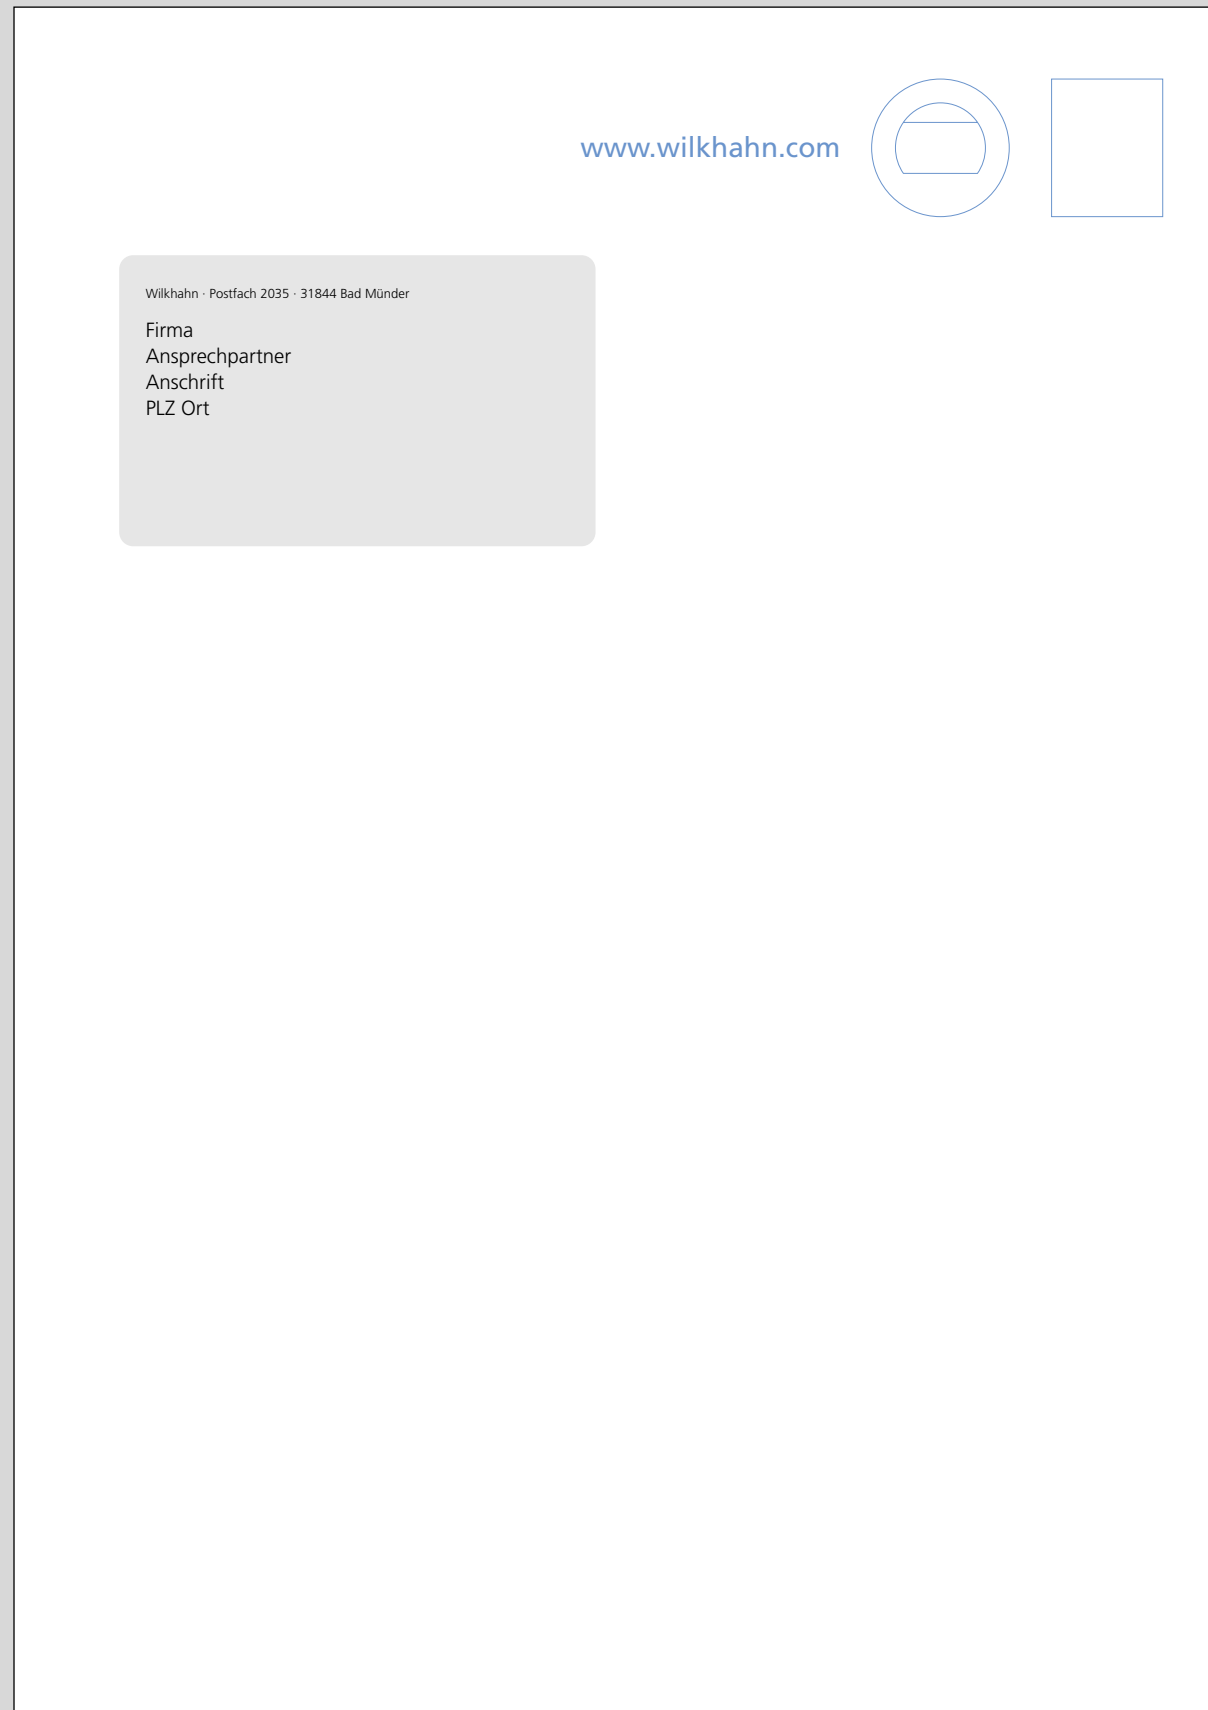 www.wilkhahn.com
Wilkhahn · Postfach 2035 · 31844 Bad Münder
Firma
Ansprechpartner
Anschrift
PLZ Ort